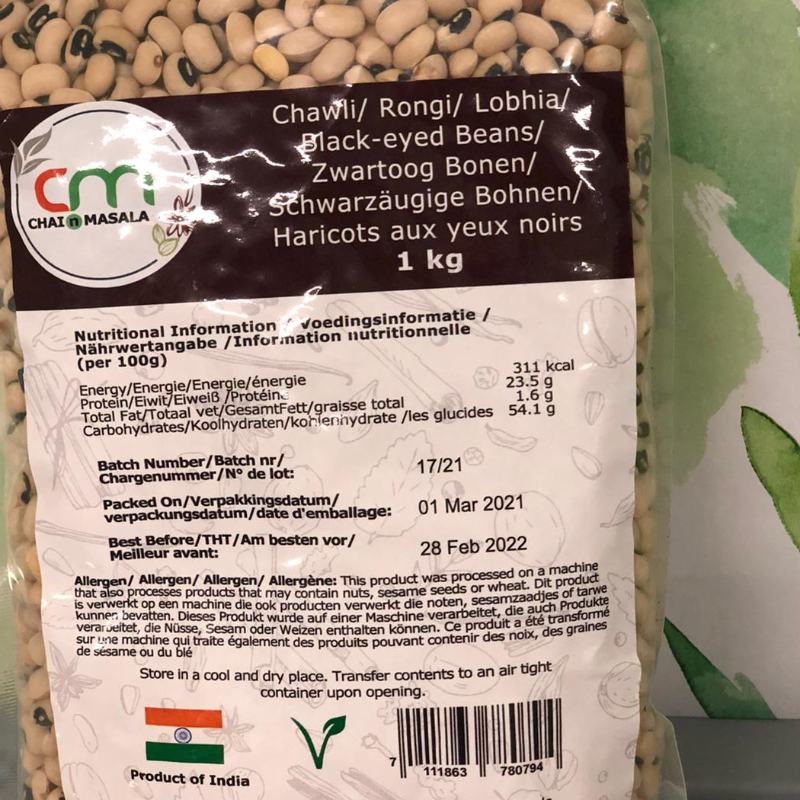 cm
CHAI n MASALA
Chawli/ Rongi/ Lobhia/
Black-eyed Beans/
Zwartoog Bonen/
Schwarzäugige Bohnen/
Haricots aux yeux noirs
1 kg
Nutritional Information / Voedingsinformatie /
Nährwertangabe /Information nutritionnelle
(per 100g)
Energy/Energie/Energie/énergie 311 kcal
Protein/Eiwit/Eiweiß /Protéine 23.5 g
Total Fat/Totaal vet/GesamtFett/graisse total 1.6 g
Carbohydrates/Koolhydraten/kohlenhydrate /les glucides 54.1 g
Batch Number/Batch nr/
Chargenummer/N° de lot: 17/21
Packed On/Verpakkingsdatum/
verpackungsdatum/date d'emballage: 01 Mar 2021
Best Before/THT/Am besten vor/
Meilleur avant: 28 Feb 2022
Allergen/ Allergen/ Allergen/ Allergène: This product was processed on a machine
that also processes products that may contain nuts, sesame seeds or wheat. Dit product
is verwerkt op een machine die ook producten verwerkt die noten, sesamzaadjes of tarwe
kunnen bevatten. Dieses Produkt wurde auf einer Maschine verarbeitet, die auch Produkte
verarbeitet, die Nüsse, Sesam oder Weizen enthalten können. Ce produit a été transformé
sur une machine qui traite également des produits pouvant contenir des noix, des graines
de sésame ou du blé
Store in a cool and dry place. Transfer contents to an air tight
container upon opening.
Product of India
7 111863 780794